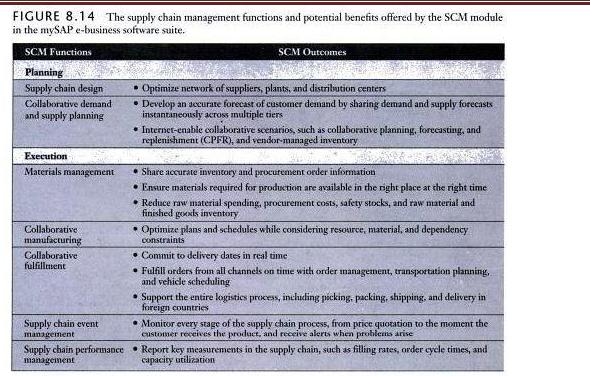 FIGURE 8.14 The supply chain management functions and potential benefits offered by the SCM module
in the mySAP e-business software suite.
SCM Functions SCM Outcomes
Planning
Supply chain design • Optimize network of suppliers, plants, and distribution centers
Collaborative demand • Develop an accurate forecast of customer demand by sharing demand and supply forecasts
and supply planning instantaneously across multiple tiers
• Internet-enable collaborative scenarios, such as collaborative planning, forecasting, and
replenishment (CPFR), and vendor-managed inventory
Execution
Materials management • Share accurate inventory and procurement order information
• Ensure materials required for production are available in the right place at the right time
• Reduce raw material spending, procurement costs, safety stocks, and raw material and
finished goods inventory
Collaborative • Optimize plans and schedules while considering resource, material, and dependency
manufacturing constraints
Collaborative • Commit to delivery dates in real time
fulfillment
• Fulfill orders from all channels on time with order management, transportation planning,
and vehicle scheduling
• Support the entire logistics process, including picking, packing, shipping, and delivery in
foreign countries
Supply chain event • Monitor every stage of the supply chain process, from price quotation to the moment the
management customer receives the product, and receive alerts when problems arise
Supply chain performance • Report key measurements in the supply chain, such as filling rates, order cycle times, and
management capacity utilization